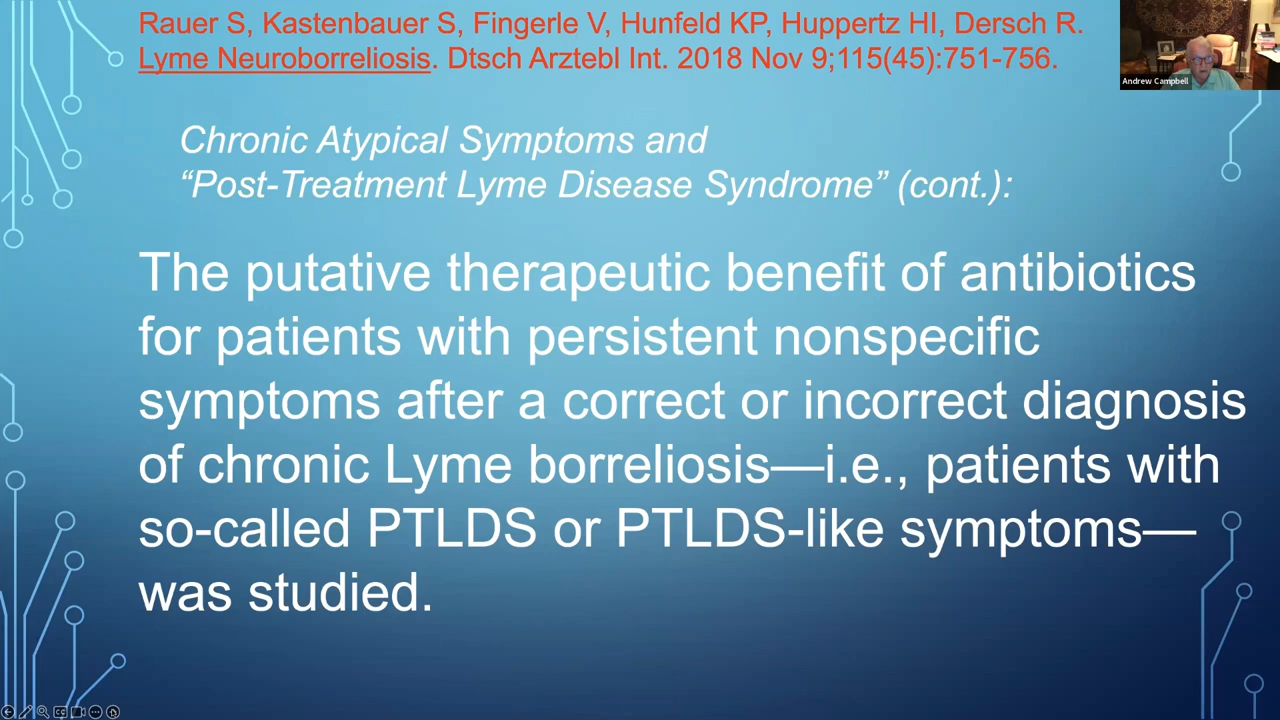 Rauer S, Kastenbauer S, Fingerle V, Hunfeld KP, Huppertz HI, Dersch R.
Lyme Neuroborreliosis. Dtsch Arztebl Int. 2018 Nov 9;115(45):751-756.
Andrew Campbell
Chronic Atypical Symptoms and
“Post-Treatment Lyme Disease Syndrome” (cont.):
The putative therapeutic benefit of antibiotics
for patients with persistent nonspecific
symptoms after a correct or incorrect diagnosis
of chronic Lyme borreliosis—i.e., patients with
so-called PTLDS or PTLDS-like symptoms—
was studied.